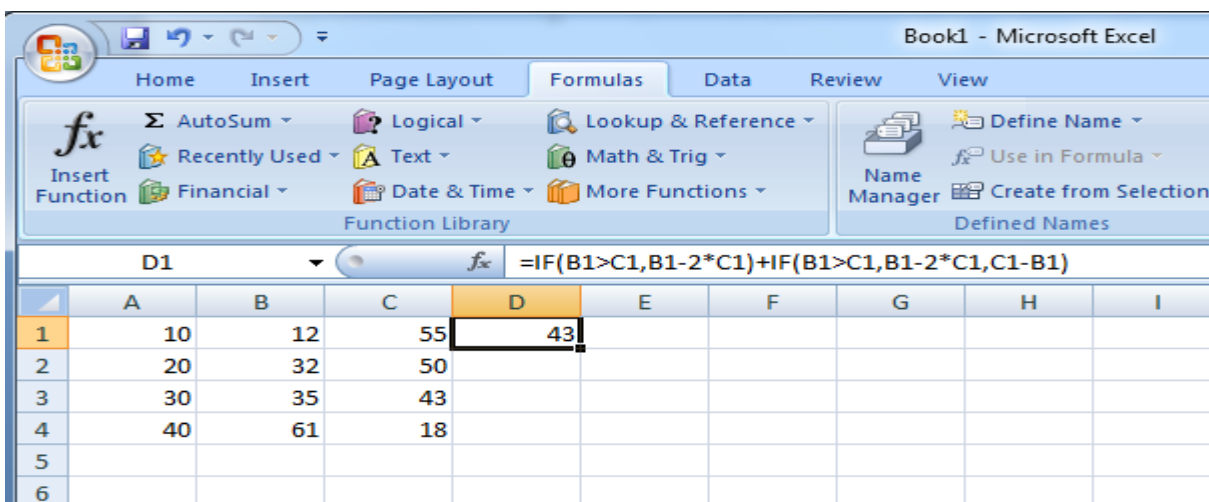 Book1 - Microsoft Excel
Home Insert Page Layout Formulas Data Review View
fx Insert Function
Σ AutoSum
Recently Used
Financial
Logical
Text
Date & Time
Lookup & Reference
Math & Trig
More Functions
Function Library
Name Manager
Define Name
Use in Formula
Create from Selection
Defined Names
D1 fx =IF(B1>C1,B1-2*C1)+IF(B1>C1,B1-2*C1,C1-B1)
A B C D E F G H I
1 10 12 55 43
2 20 32 50
3 30 35 43
4 40 61 18
5
6